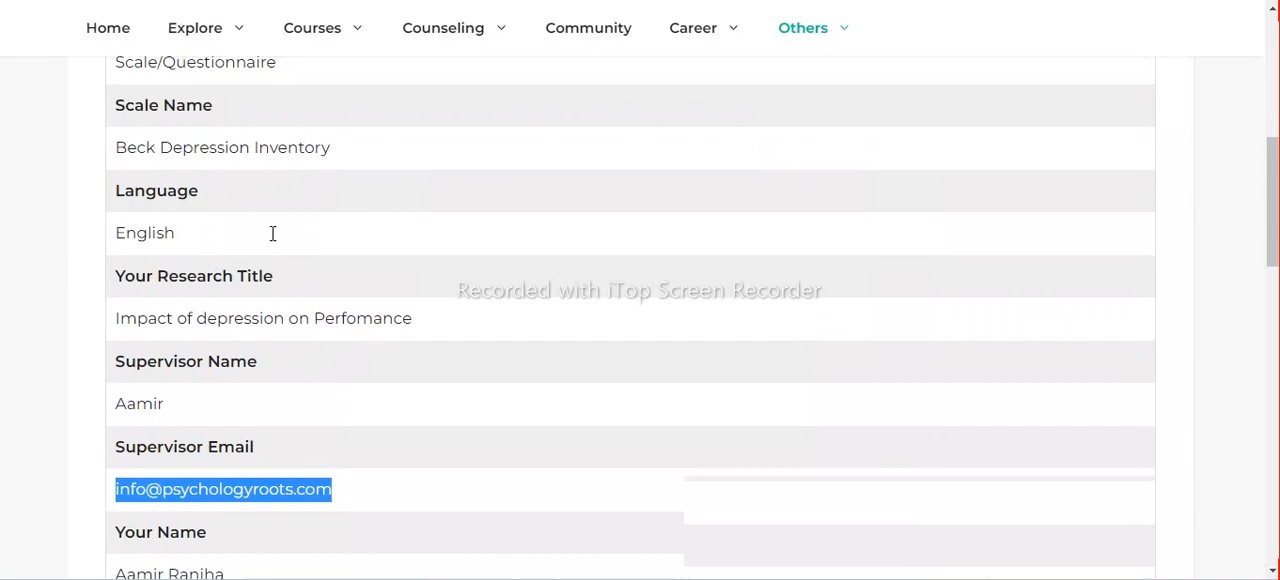 Home Explore Courses Counseling Community Career Others
Scale/Questionnaire
Scale Name
Beck Depression Inventory
Language
English
Your Research Title
Recorded with iTop Screen Recorder
Impact of depression on Perfomance
Supervisor Name
Aamir
Supervisor Email
info@psychologyroots.com
Your Name
Aamir Ranjha